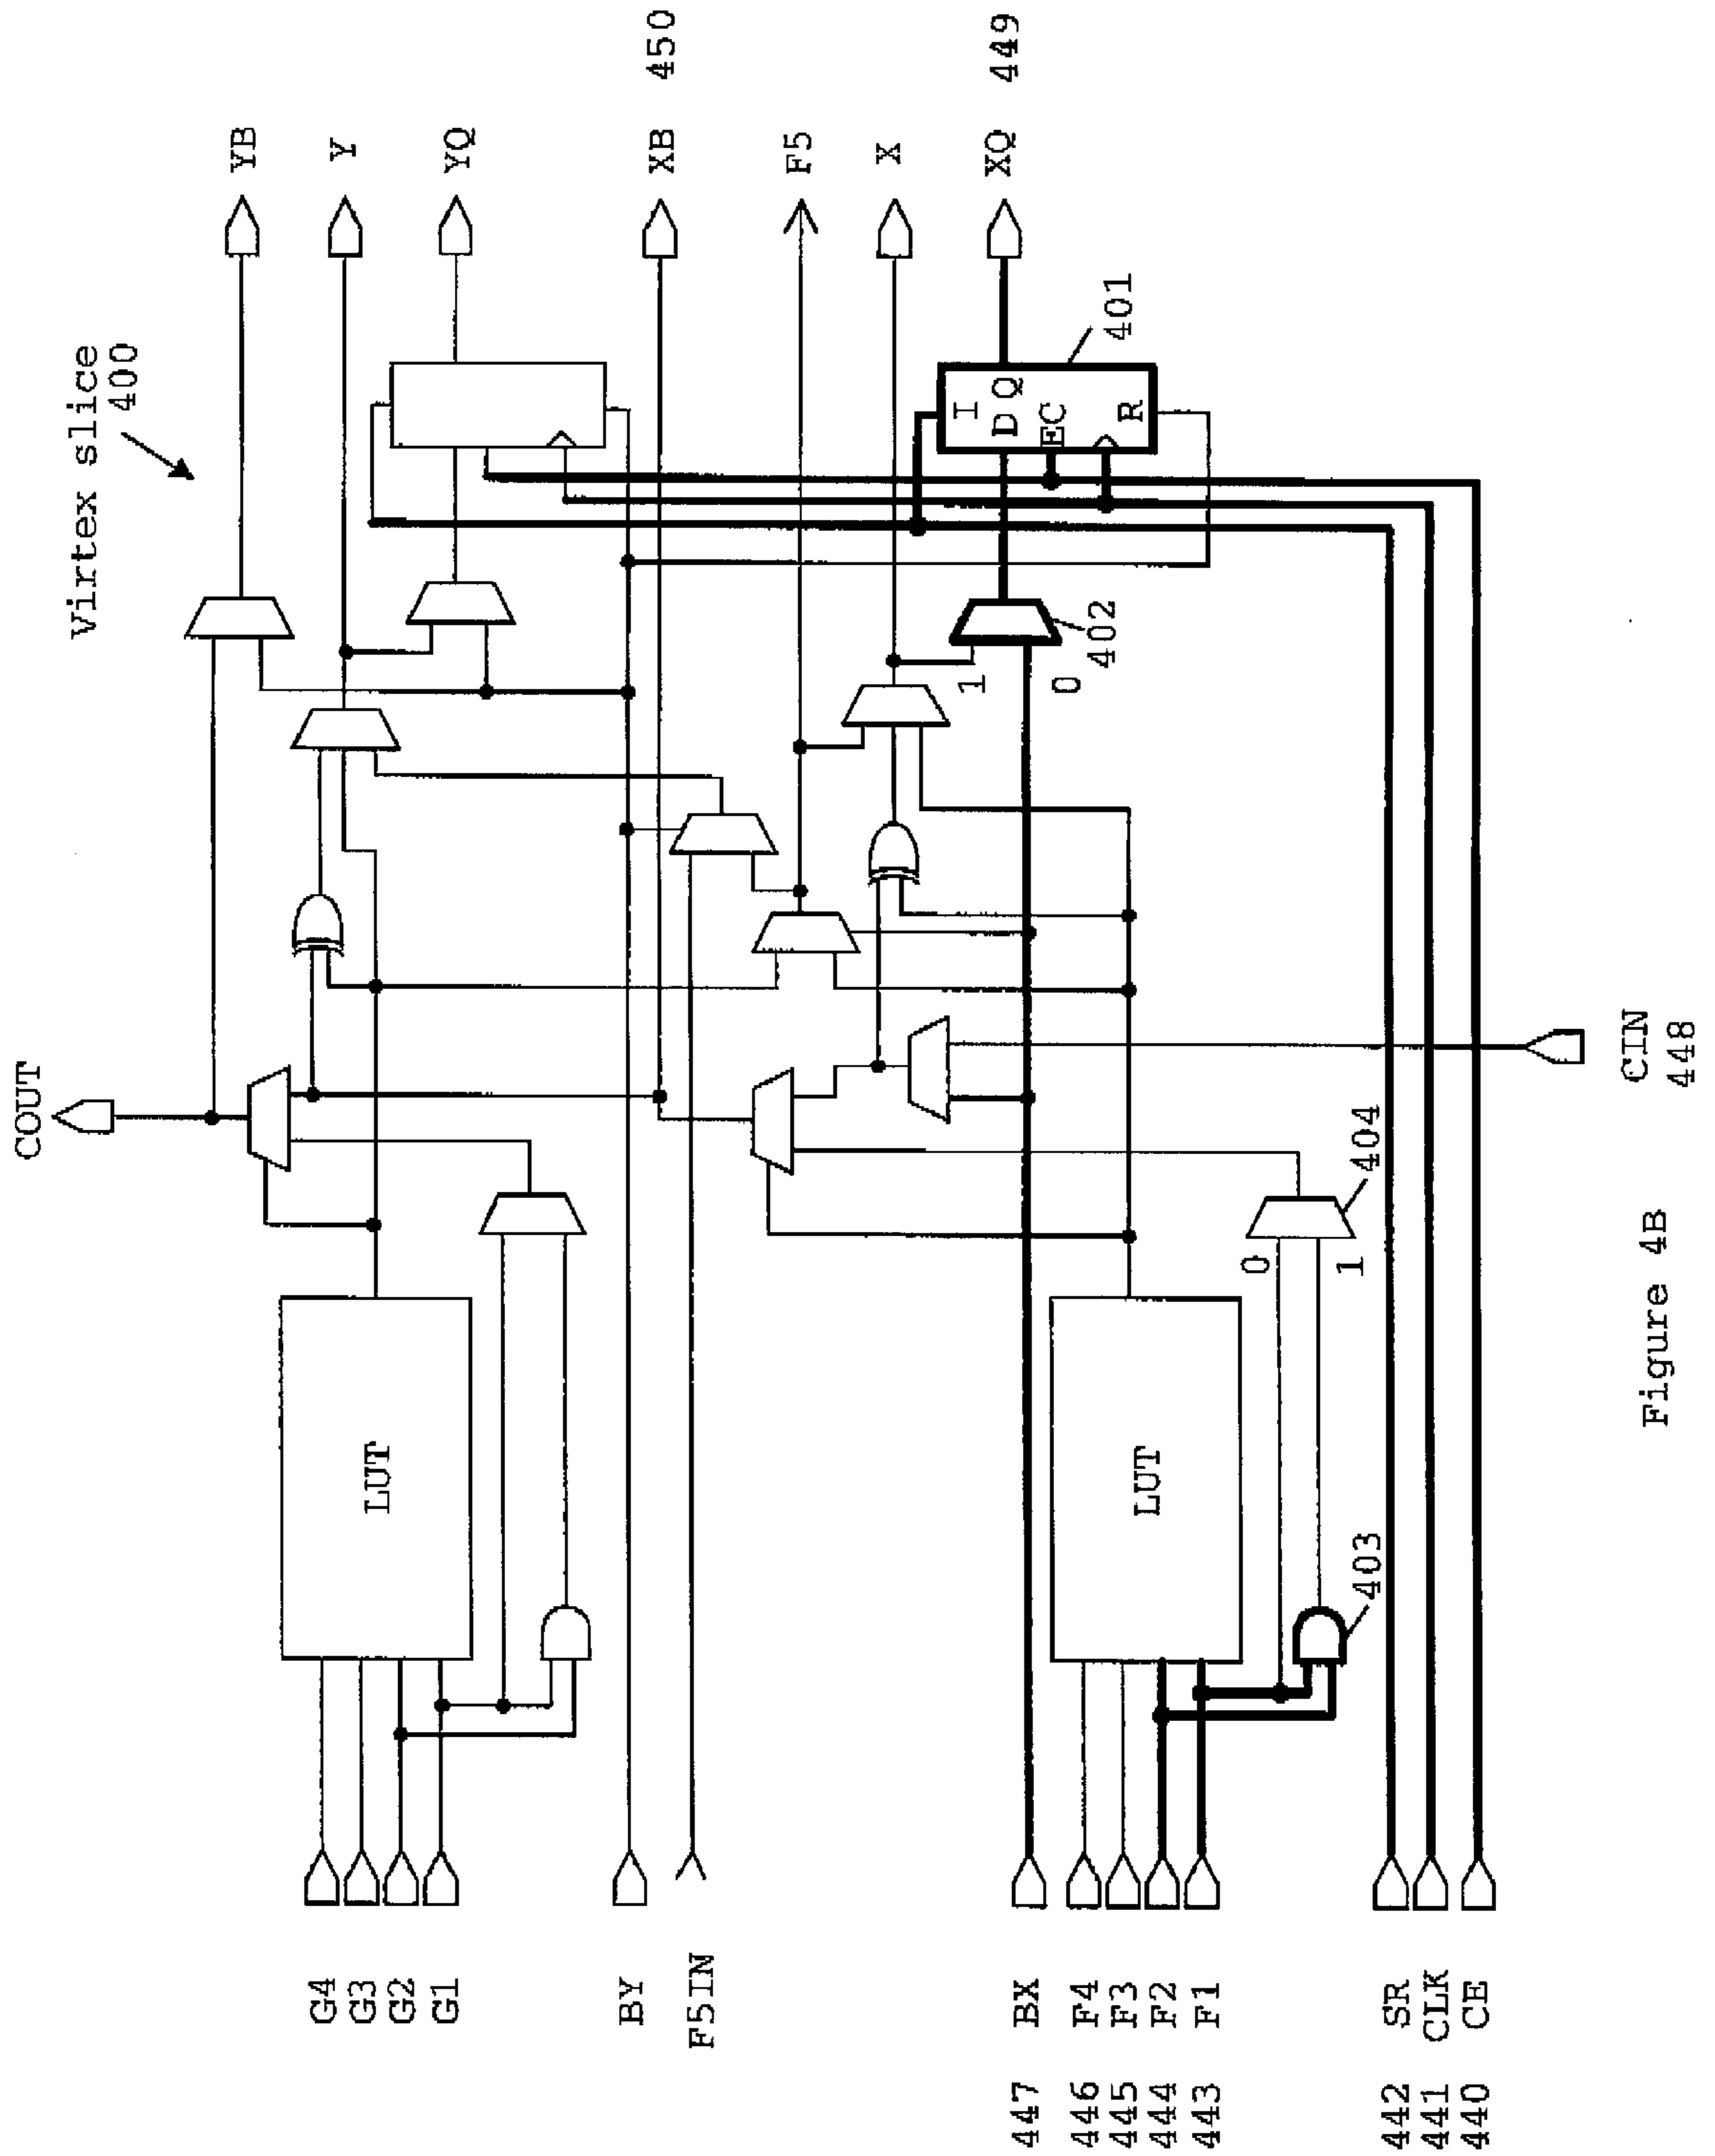 Virtex slice
400
COUT
YB
Y
YQ
XB 450
F5
X
XQ 449
G4
G3
G2
G1
LUT
BY
F5IN
447 BX
446 F4
445 F3
444 F2
443 F1
LUT
403
0
1
404
1
0
402
I
D Q
EC
R
401
442 SR
441 CLK
440 CE
CIN
448
Figure 4B